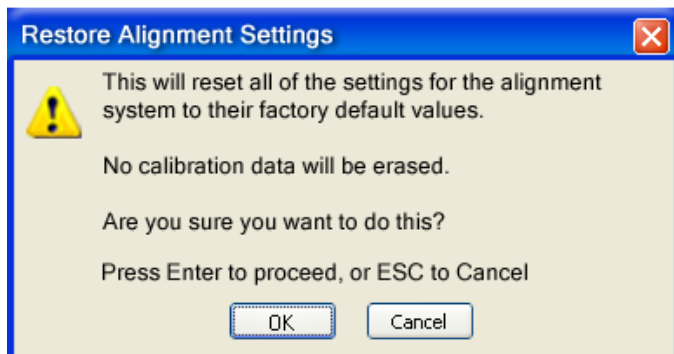 Restore Alignment Settings
This will reset all of the settings for the alignment
system to their factory default values.
No calibration data will be erased.
Are you sure you want to do this?
Press Enter to proceed, or ESC to Cancel
OK Cancel